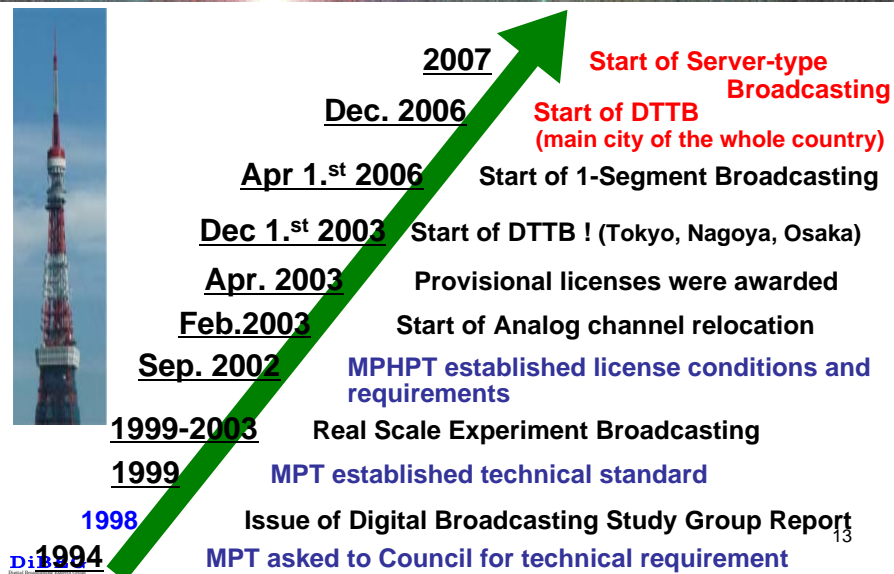 2007 Start of Server-type
Broadcasting
Dec. 2006 Start of DTTB
(main city of the whole country)
Apr 1.st 2006 Start of 1-Segment Broadcasting
Dec 1.st 2003 Start of DTTB ! (Tokyo, Nagoya, Osaka)
Apr. 2003 Provisional licenses were awarded
Feb.2003 Start of Analog channel relocation
Sep. 2002 MPHPT established license conditions and
requirements
1999-2003 Real Scale Experiment Broadcasting
1999 MPT established technical standard
1998 Issue of Digital Broadcasting Study Group Report
13
1994 MPT asked to Council for technical requirement